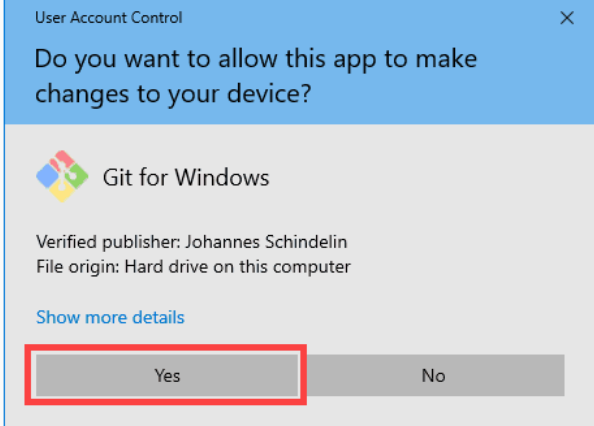 User Account Control
Do you want to allow this app to make
changes to your device?
Git for Windows
Verified publisher: Johannes Schindelin
File origin: Hard drive on this computer
Show more details
Yes
No